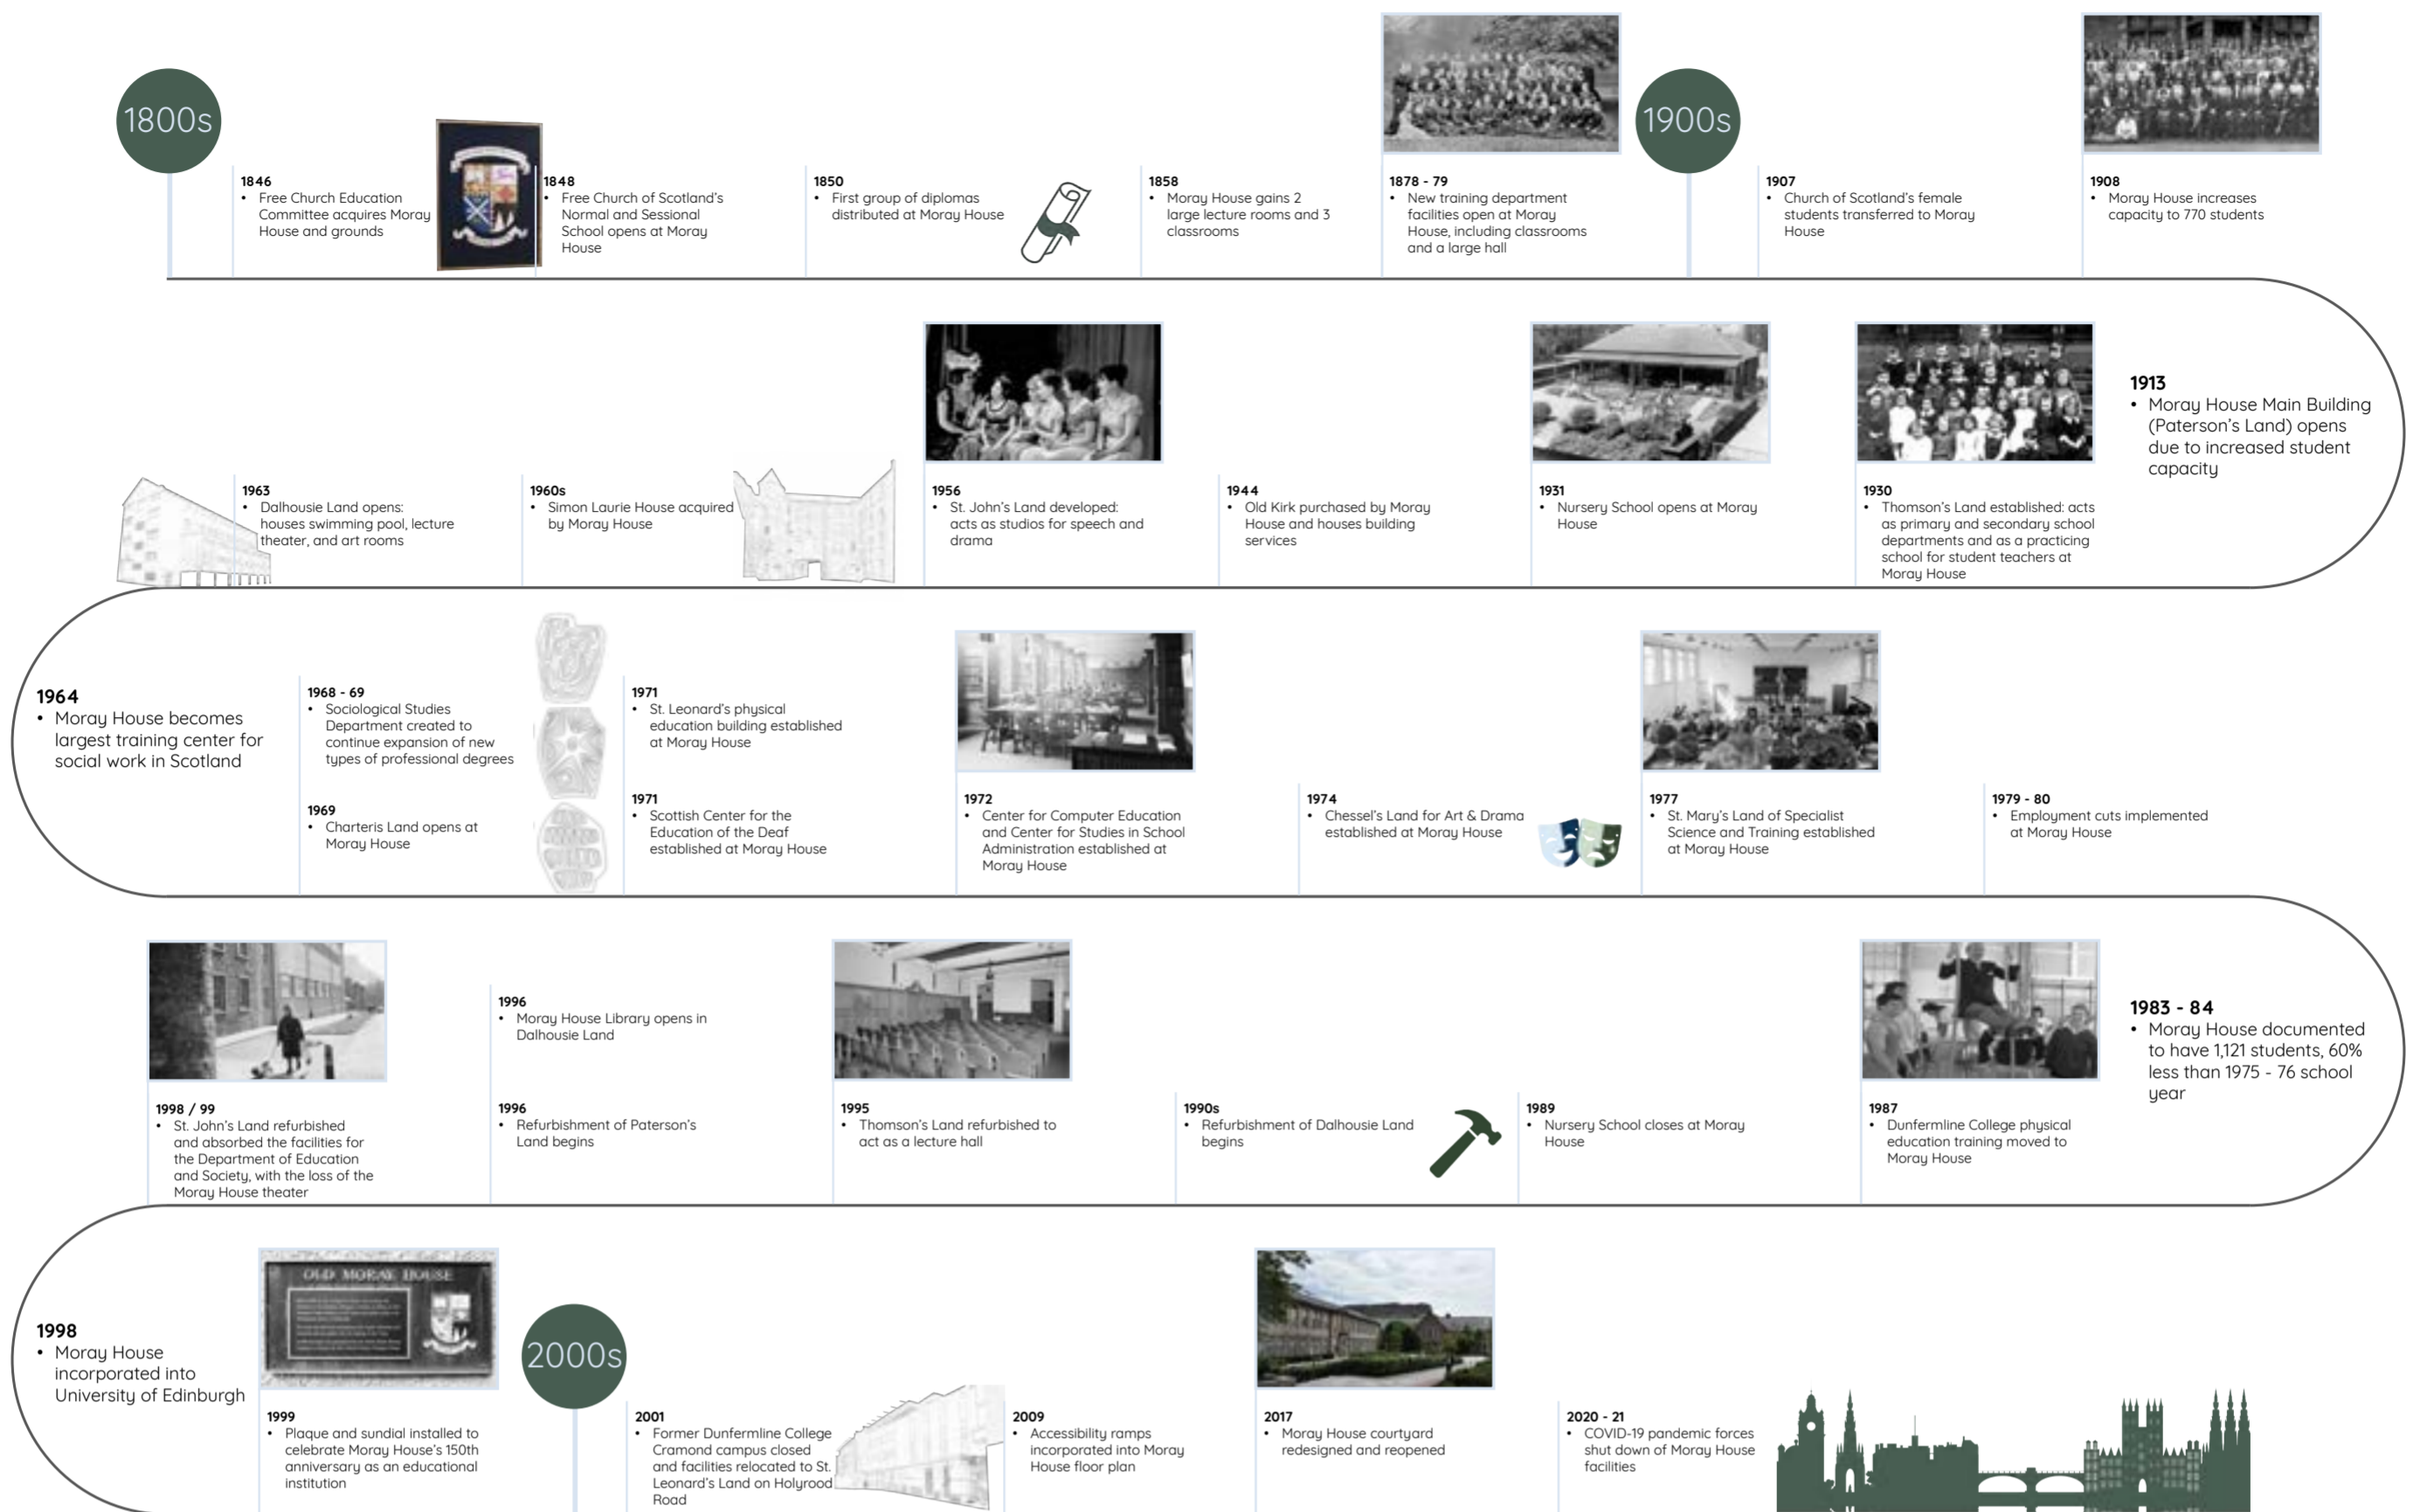 1800s
1846
• Free Church Education
Committee acquires Moray
House and grounds
1848
• Free Church of Scotland's
Normal and Sessional
School opens at Moray
House
1850
• First group of diplomas
distributed at Moray House
1858
• Moray House gains 2
large lecture rooms and 3
classrooms
1878 - 79
• New training department
facilities open at Moray
House, including classrooms
and a large hall
1900s
1907
• Church of Scotland's female
students transferred to Moray
House
1908
• Moray House increases
capacity to 770 students
1913
• Moray House Main Building
(Paterson's Land) opens
due to increased student
capacity
1930
• Thomson's Land established: acts
as primary and secondary school
departments and as a practicing
school for student teachers at
Moray House
1931
• Nursery School opens at Moray
House
1944
• Old Kirk purchased by Moray
House and houses building
services
1956
• St. John's Land developed:
acts as studios for speech and
drama
1960s
• Simon Laurie House acquired
by Moray House
1963
• Dalhousie Land opens:
houses swimming pool, lecture
theater, and art rooms
1964
• Moray House becomes
largest training center for
social work in Scotland
1968 - 69
• Sociological Studies
Department created to
continue expansion of new
types of professional degrees
1969
• Charteris Land opens at
Moray House
1971
• St. Leonard's physical
education building established
at Moray House
1971
• Scottish Center for the
Education of the Deaf
established at Moray House
1972
• Center for Computer Education
and Center for Studies in School
Administration established at
Moray House
1974
• Chessel's Land for Art & Drama
established at Moray House
1977
• St. Mary's Land of Specialist
Science and Training established
at Moray House
1979 - 80
• Employment cuts implemented
at Moray House
1983 - 84
• Moray House documented
to have 1,121 students, 60%
less than 1975 - 76 school
year
1987
• Dunfermline College physical
education training moved to
Moray House
1989
• Nursery School closes at Moray
House
1990s
• Refurbishment of Dalhousie Land
begins
1995
• Thomson's Land refurbished to
act as a lecture hall
1996
• Moray House Library opens in
Dalhousie Land
1996
• Refurbishment of Paterson's
Land begins
1998 / 99
• St. John's Land refurbished
and absorbed the facilities for
the Department of Education
and Society, with the loss of the
Moray House theater
1998
• Moray House
incorporated into
University of Edinburgh
OLD MORAY HOUSE
1999
• Plaque and sundial installed to
celebrate Moray House's 150th
anniversary as an educational
institution
2000s
2001
• Former Dunfermline College
Cramond campus closed
and facilities relocated to St.
Leonard's Land on Holyrood
Road
2009
• Accessibility ramps
incorporated into Moray
House floor plan
2017
• Moray House courtyard
redesigned and reopened
2020 - 21
• COVID-19 pandemic forces
shut down of Moray House
facilities